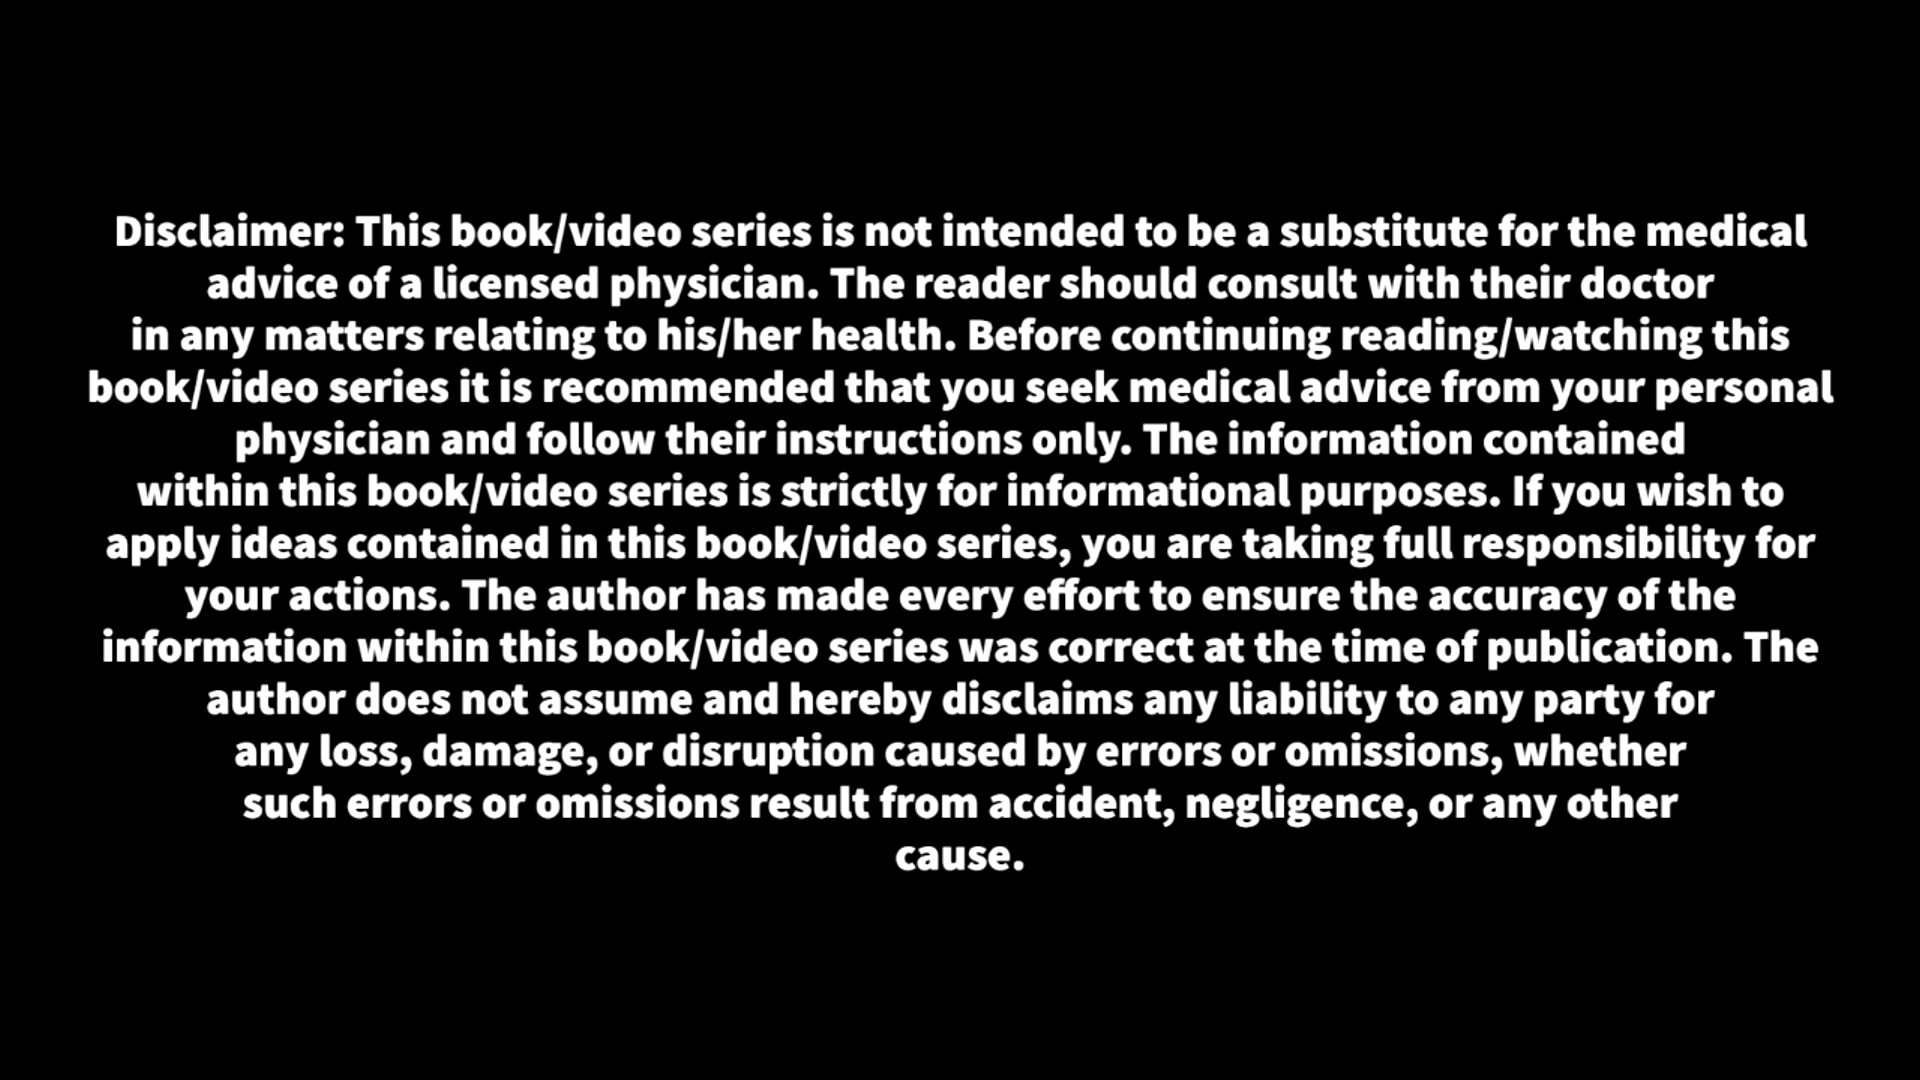 Disclaimer: This book/video series is not intended to be a substitute for the medical
advice of a licensed physician. The reader should consult with their doctor
in any matters relating to his/her health. Before continuing reading/watching this
book/video series it is recommended that you seek medical advice from your personal
physician and follow their instructions only. The information contained
within this book/video series is strictly for informational purposes. If you wish to
apply ideas contained in this book/video series, you are taking full responsibility for
your actions. The author has made every effort to ensure the accuracy of the
information within this book/video series was correct at the time of publication. The
author does not assume and hereby disclaims any liability to any party for
any loss, damage, or disruption caused by errors or omissions, whether
such errors or omissions result from accident, negligence, or any other
cause.